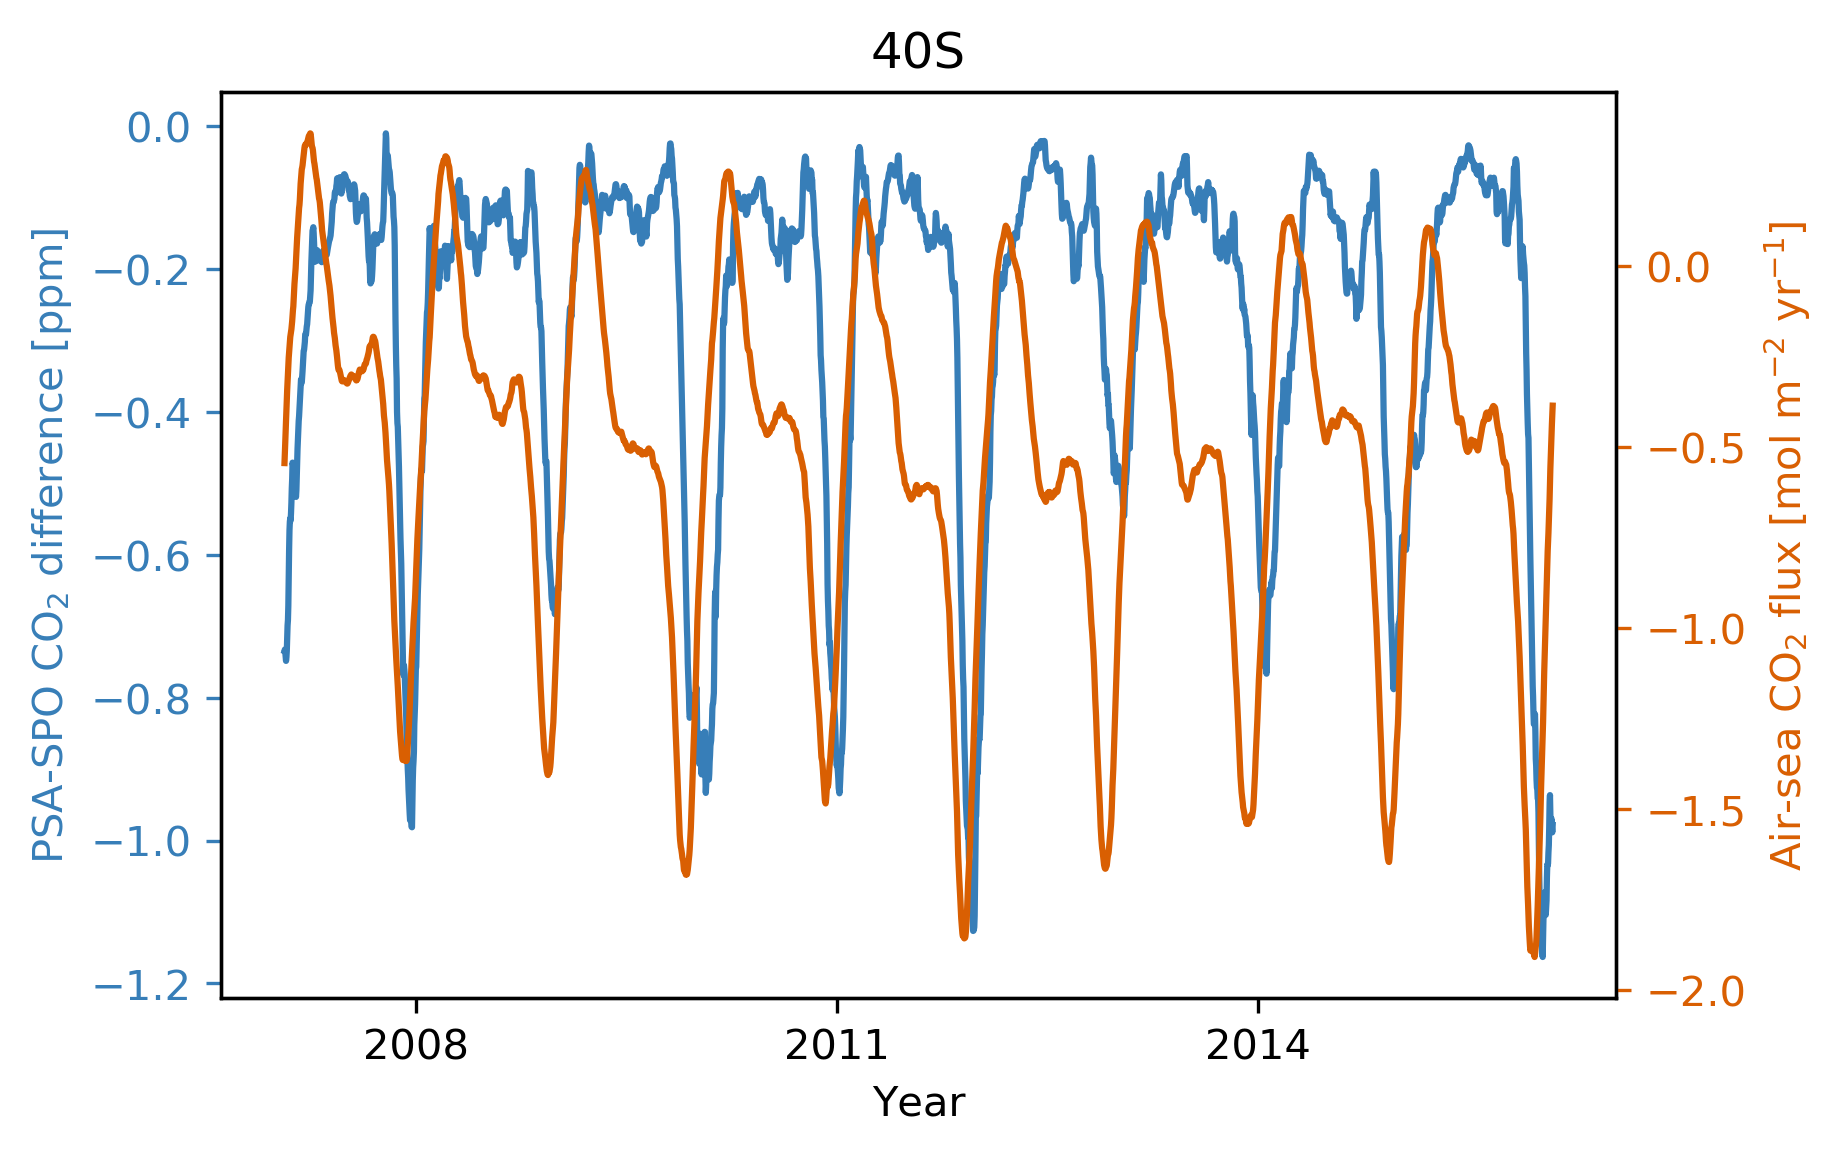 40S
0.0
−0.2
−0.4
−0.6
−0.8
−1.0
−1.2
PSA-SPO CO₂ difference [ppm]
0.0
−0.5
−1.0
−1.5
−2.0
Air-sea CO₂ flux [mol m⁻² yr⁻¹]
2008 2011 2014
Year